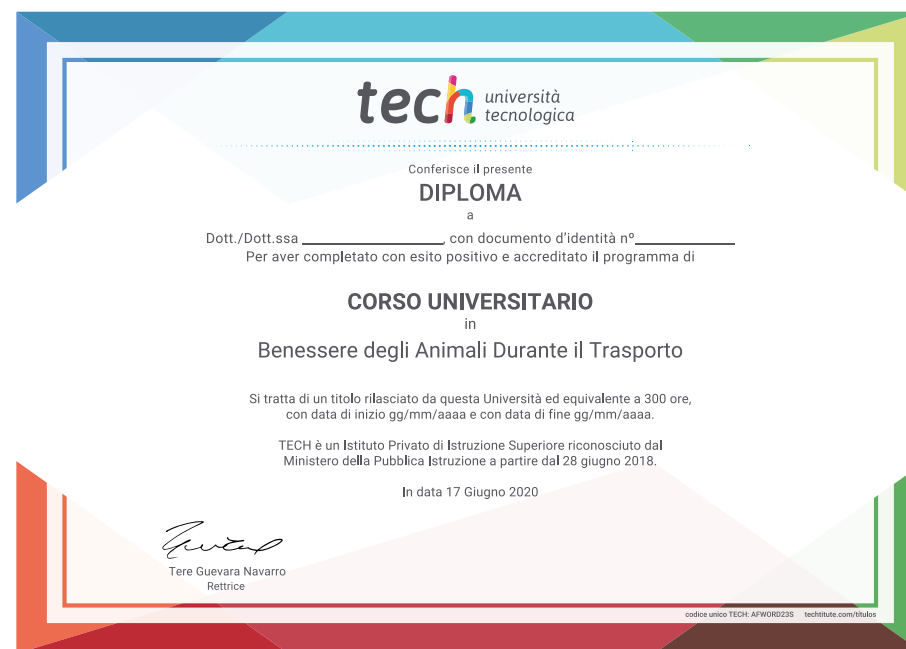 tech università
tecnologica
Conferisce il presente
DIPLOMA
a
Dott./Dott.ssa ____________________, con documento d'identità nº______________
Per aver completato con esito positivo e accreditato il programma di
CORSO UNIVERSITARIO
in
Benessere degli Animali Durante il Trasporto
Si tratta di un titolo rilasciato da questa Università ed equivalente a 300 ore,
con data di inizio gg/mm/aaaa e con data di fine gg/mm/aaaa.
TECH è un Istituto Privato di Istruzione Superiore riconosciuto dal
Ministero della Pubblica Istruzione a partire dal 28 giugno 2018.
In data 17 Giugno 2020
Tere Guevara Navarro
Rettrice
codice unico TECH: AFWORD23S techtitute.com/titulos